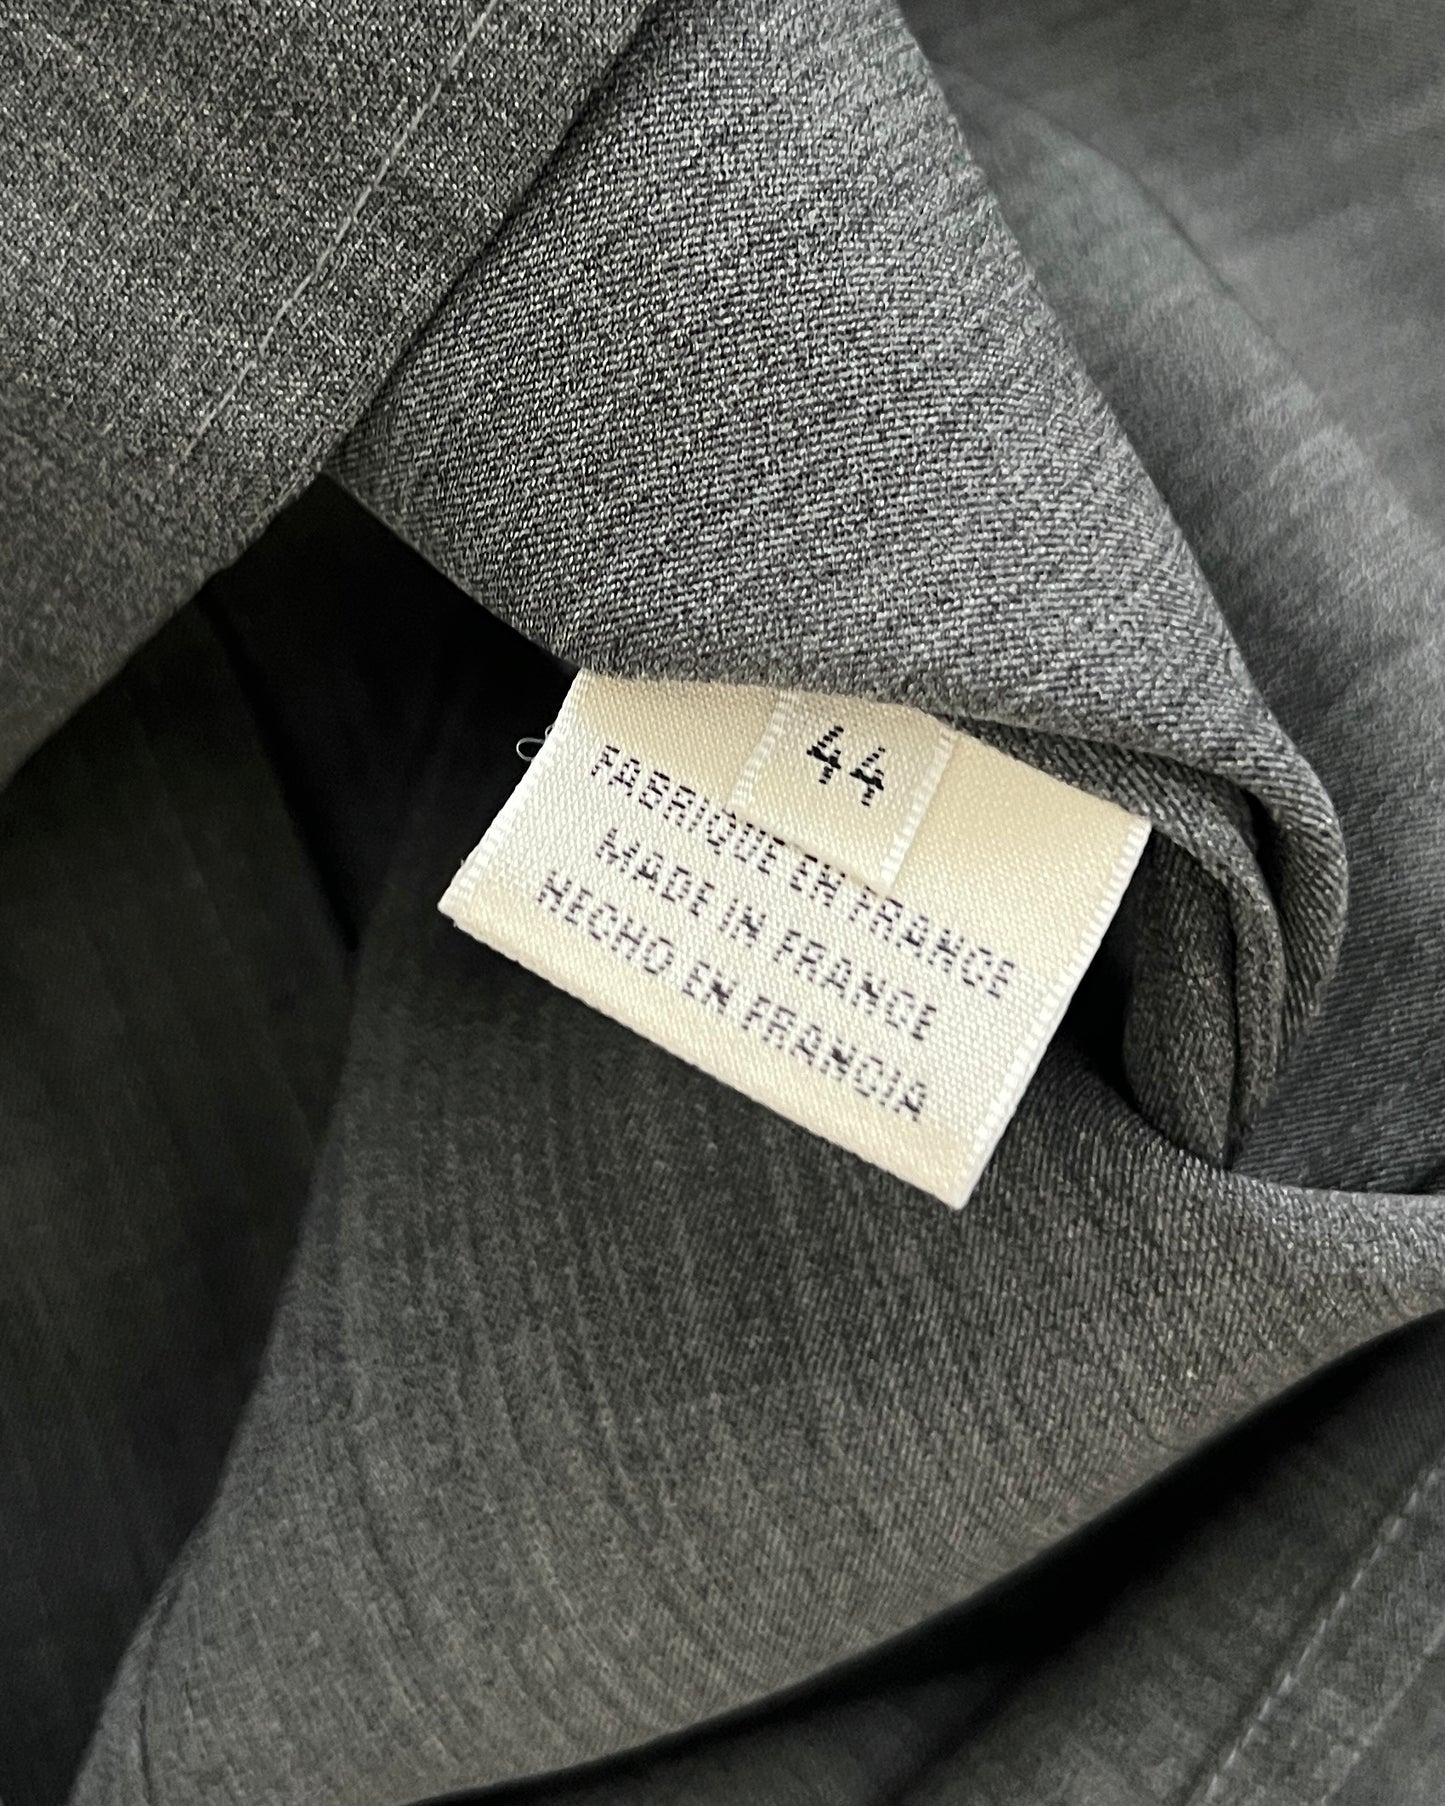 44
FABRIQUE EN FRANCE
MADE IN FRANCE
HECHO EN FRANCIA